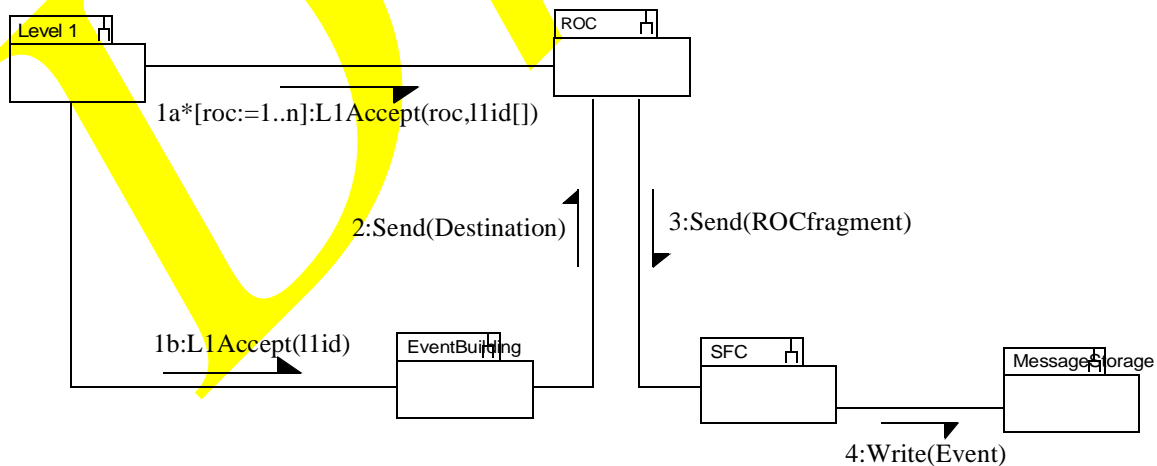 Level 1
ROC
1a*[roc:=1..n]:L1Accept(roc,l1id[])
2:Send(Destination)
3:Send(ROCfragment)
1b:L1Accept(l1id)
EventBuilding
SFC
MessageStorage
4:Write(Event)